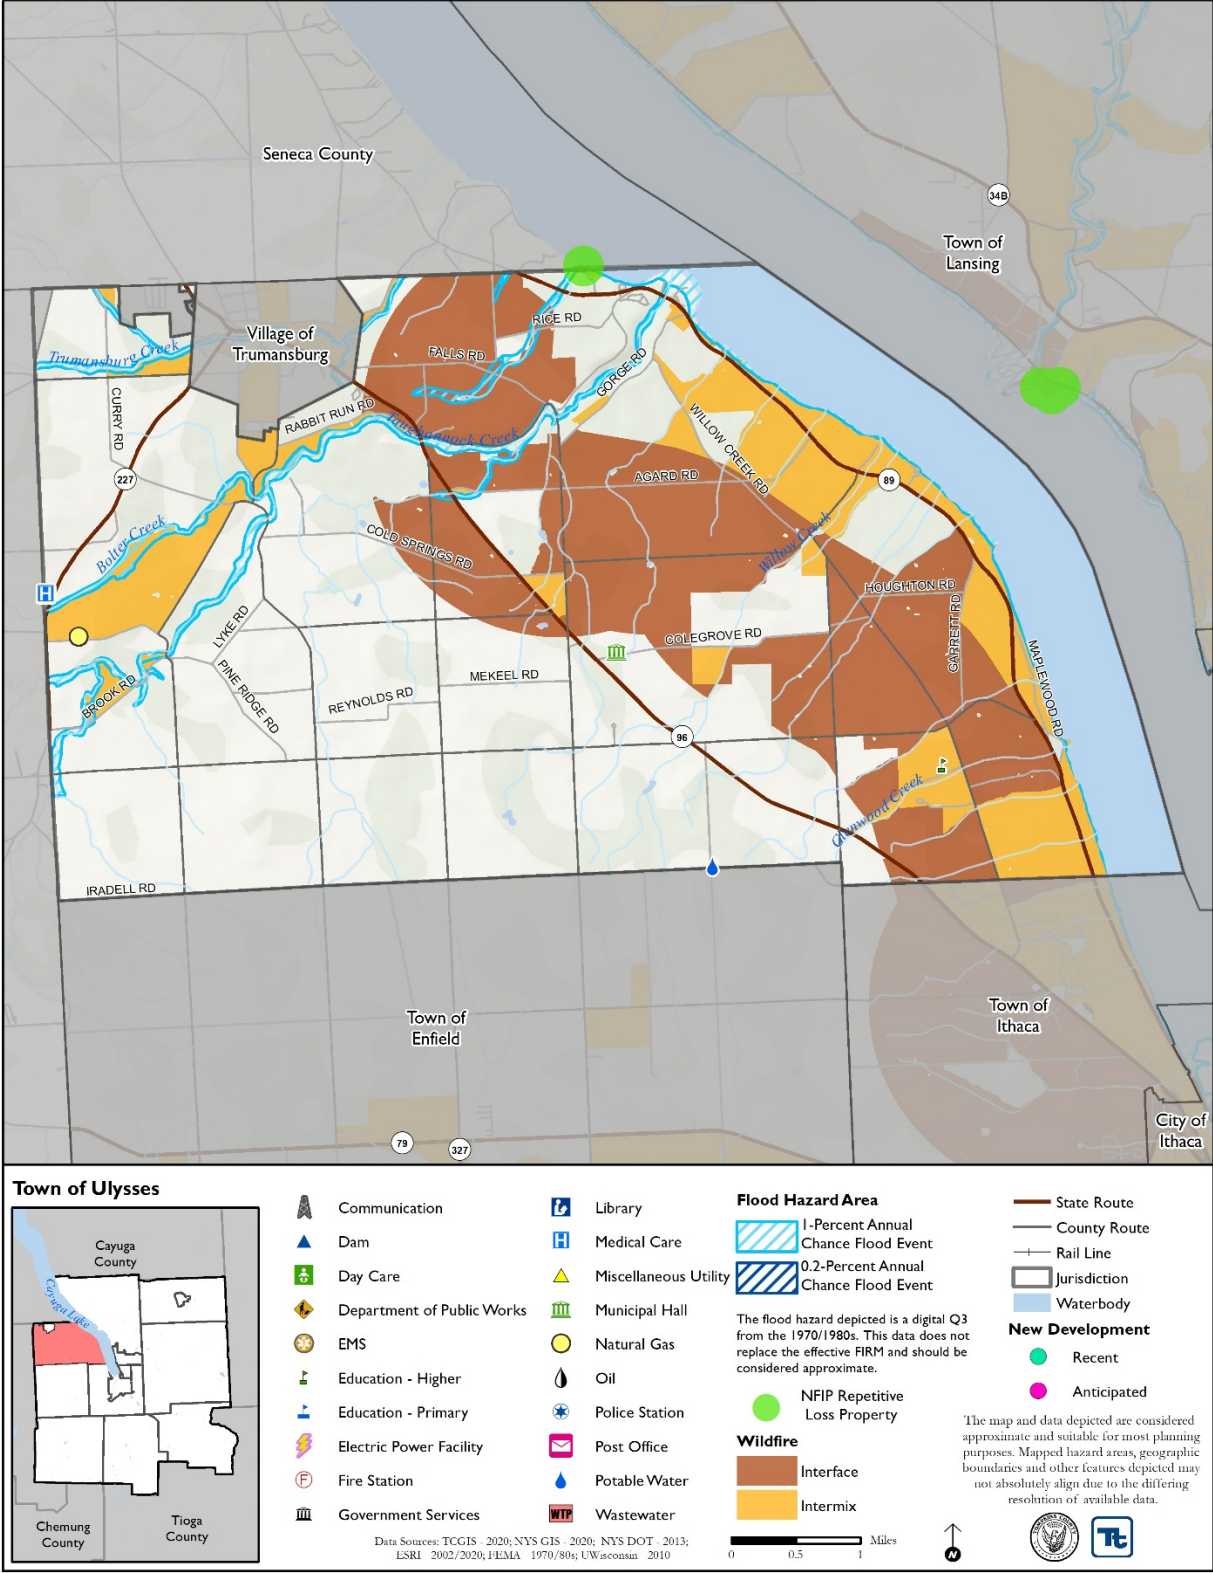 Seneca County
34B
Town of
Lansing
Village of
Trumansburg
Trumansburg Creek
RICE RD
FALLS RD
GORGE RD
CURRY RD
RABBIT RUN RD
Taughannock Creek
WILLOW CREEK RD
227
AGARD RD
89
Bolter Creek
COLD SPRINGS RD
Willow Creek
H
HOUGHTON RD
LYKE RD
GARRETT RD
COLEGROVE RD
MAPLEWOOD RD
BROOK RD
PINE RIDGE RD
MEKEEL RD
REYNOLDS RD
96
Glenwood Creek
IRADELL RD
Town of
Enfield
Town of
Ithaca
79
327
City of
Ithaca
Town of Ulysses
Cayuga
County
Cayuga Lake
Chemung
County
Tioga
County
Communication
Dam
Day Care
Department of Public Works
EMS
Education - Higher
Education - Primary
Electric Power Facility
F
Fire Station
Government Services
Library
H
Medical Care
Miscellaneous Utility
Municipal Hall
Natural Gas
Oil
Police Station
Post Office
Potable Water
WTP
Wastewater
Flood Hazard Area
1-Percent Annual
Chance Flood Event
0.2-Percent Annual
Chance Flood Event
The flood hazard depicted is a digital Q3
from the 1970/1980s. This data does not
replace the effective FIRM and should be
considered approximate.
NFIP Repetitive
Loss Property
Wildfire
Interface
Intermix
State Route
County Route
Rail Line
Jurisdiction
Waterbody
New Development
Recent
Anticipated
The map and data depicted are considered
approximate and suitable for most planning
purposes. Mapped hazard areas, geographic
boundaries and other features depicted may
not absolutely align due to the differing
resolution of available data.
Data Sources: TCGIS - 2020; NYS GIS - 2020; NYS DOT - 2013;
ESRI 2002/2020; FEMA 1970/80s; UWisconsin 2010
Miles
0 0.5 1
N
TOMPKINS COUNTY
Tt